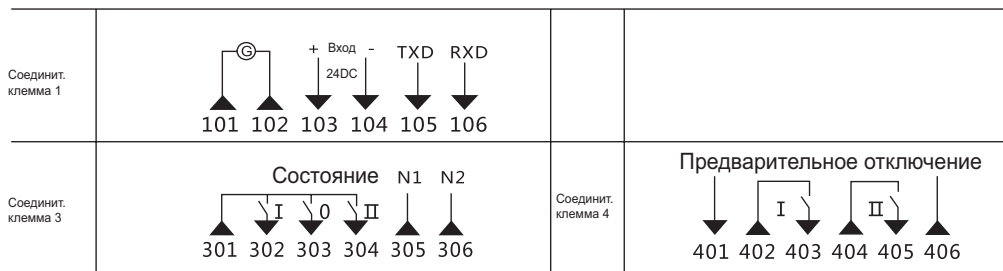 G
+ Вход -
24DC
TXD RXD
Соединит.
клемма 1
101 102 103 104 105 106
Состояние N1 N2
I 0 II
Соединит.
клемма 3
301 302 303 304 305 306
Соединит.
клемма 4
Предварительное отключение
I II
401 402 403 404 405 406